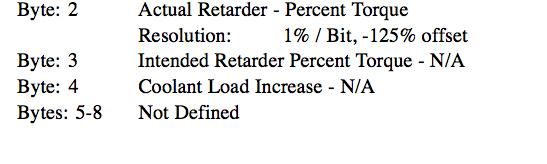 Byte: 2 Actual Retarder - Percent Torque
Resolution: 1% / Bit, -125% offset
Byte: 3 Intended Retarder Percent Torque - N/A
Byte: 4 Coolant Load Increase - N/A
Bytes: 5-8 Not Defined